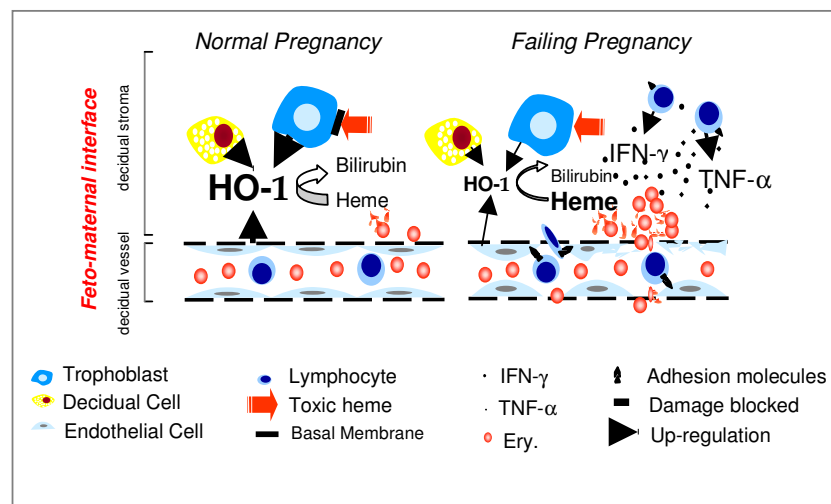 Normal Pregnancy
Failing Pregnancy
Feto-maternal interface
decidual stroma
decidual vessel
HO-1
Bilirubin
Heme
HO-1
Bilirubin
Heme
IFN-γ
TNF-α
Trophoblast
Decidual Cell
Endothelial Cell
Lymphocyte
Toxic heme
Basal Membrane
IFN-γ
TNF-α
Ery.
Adhesion molecules
Damage blocked
Up-regulation